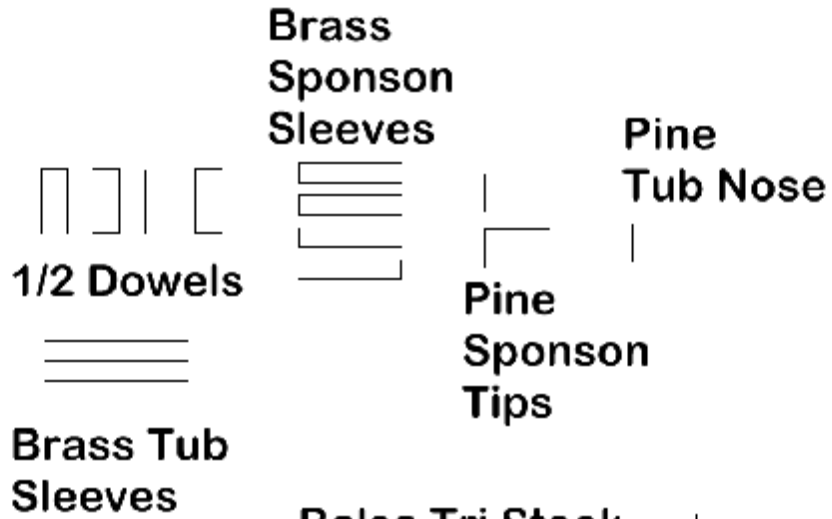 Brass
Sponson
Sleeves
Pine
Tub Nose
1/2 Dowels
Pine
Sponson
Tips
Brass Tub
Sleeves